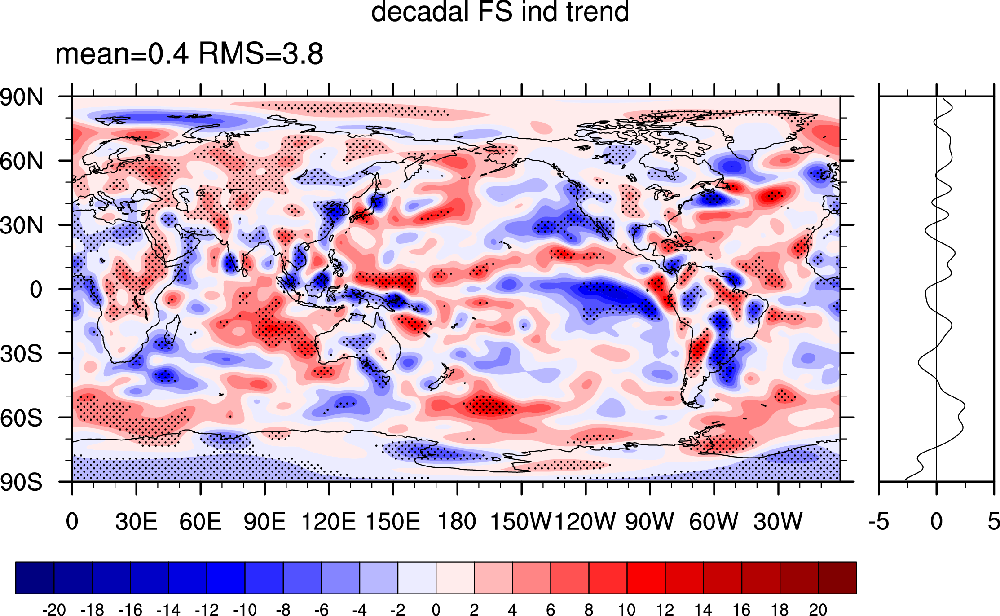 decadal FS ind trend
mean=0.4 RMS=3.8
90N
60N
30N
0
30S
60S
90S
0 30E 60E 90E 120E 150E 180 150W 120W 90W 60W 30W
-5 0 5
-20 -18 -16 -14 -12 -10 -8 -6 -4 -2 0 2 4 6 8 10 12 14 16 18 20